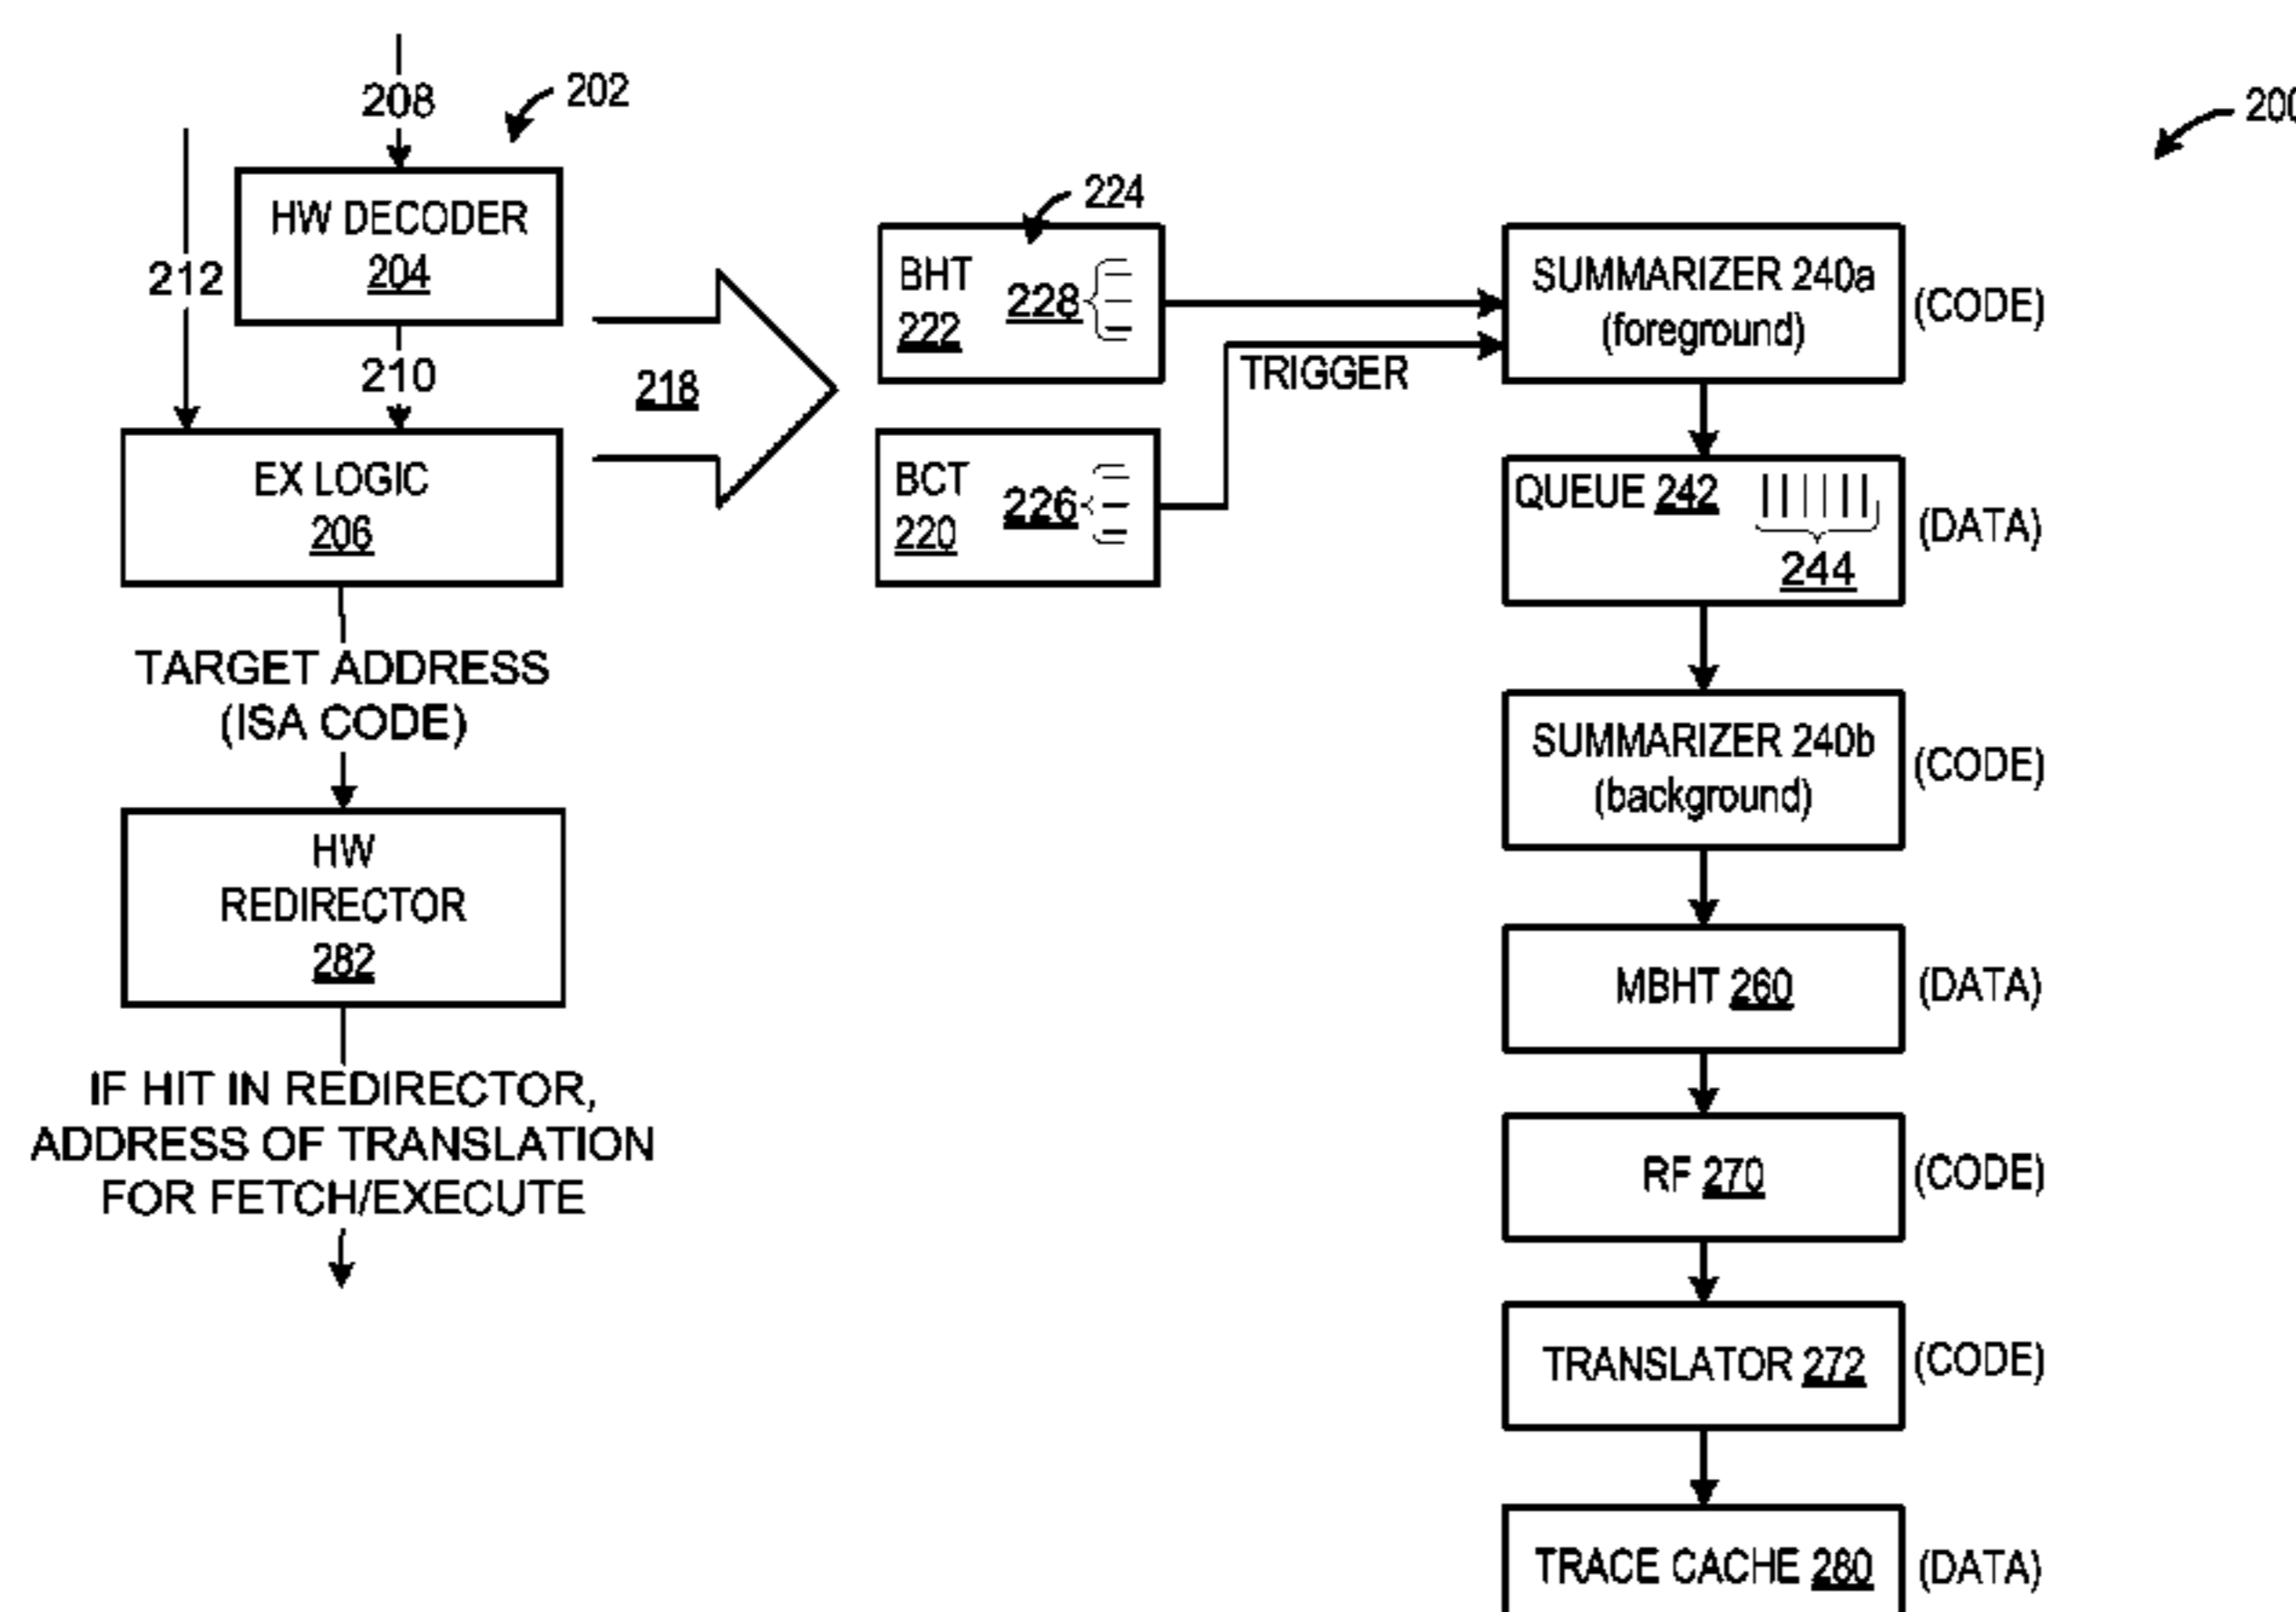 208
202
200
HW DECODER
204
212
210
EX LOGIC
206
TARGET ADDRESS
(ISA CODE)
HW
REDIRECTOR
282
IF HIT IN REDIRECTOR,
ADDRESS OF TRANSLATION
FOR FETCH/EXECUTE
218
224
BHT
222
228
BCT
220
226
TRIGGER
SUMMARIZER 240a
(foreground)
(CODE)
QUEUE 242
244
(DATA)
SUMMARIZER 240b
(background)
(CODE)
MBHT 260
(DATA)
RF 270
(CODE)
TRANSLATOR 272
(CODE)
TRACE CACHE 280
(DATA)